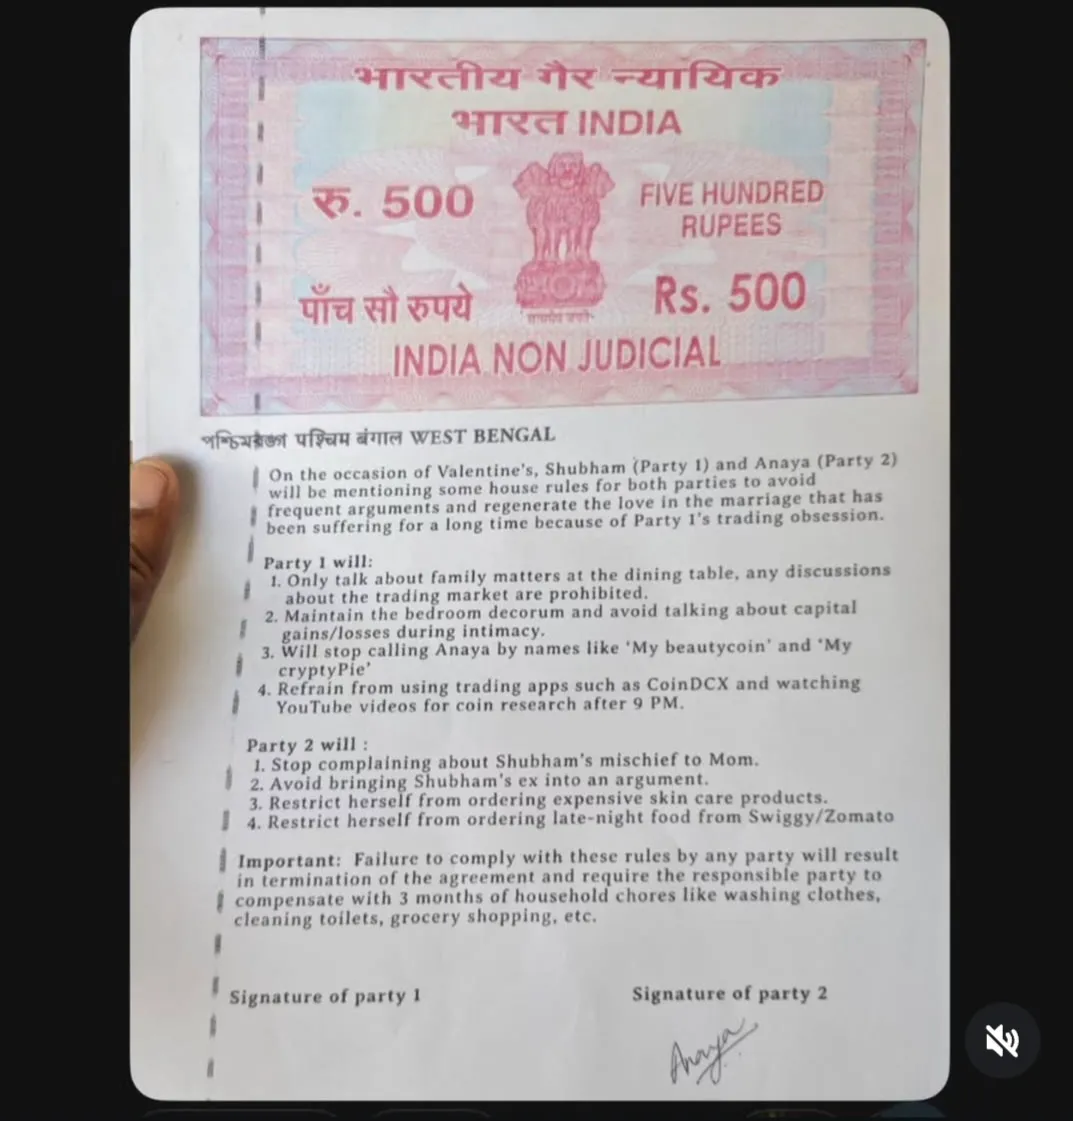 भारतीय गैर न्यायिक
भारत INDIA
रु. 500
FIVE HUNDRED
RUPEES
पाँच सौ रुपये
Rs. 500
सत्यमेव जयते
INDIA NON JUDICIAL
পশ্চিমবঙ্গ पश्चिम बंगाल WEST BENGAL
On the occasion of Valentine's, Shubham (Party 1) and Anaya (Party 2)
will be mentioning some house rules for both parties to avoid
frequent arguments and regenerate the love in the marriage that has
been suffering for a long time because of Party 1's trading obsession.
Party 1 will:
1. Only talk about family matters at the dining table, any discussions
about the trading market are prohibited.
2. Maintain the bedroom decorum and avoid talking about capital
gains/losses during intimacy.
3. Will stop calling Anaya by names like 'My beautycoin' and 'My
cryptyPie'
4. Refrain from using trading apps such as CoinDCX and watching
YouTube videos for coin research after 9 PM.
Party 2 will :
1. Stop complaining about Shubham's mischief to Mom.
2. Avoid bringing Shubham's ex into an argument.
3. Restrict herself from ordering expensive skin care products.
4. Restrict herself from ordering late-night food from Swiggy/Zomato
Important: Failure to comply with these rules by any party will result
in termination of the agreement and require the responsible party to
compensate with 3 months of household chores like washing clothes,
cleaning toilets, grocery shopping, etc.
Signature of party 1
Signature of party 2
Anaya